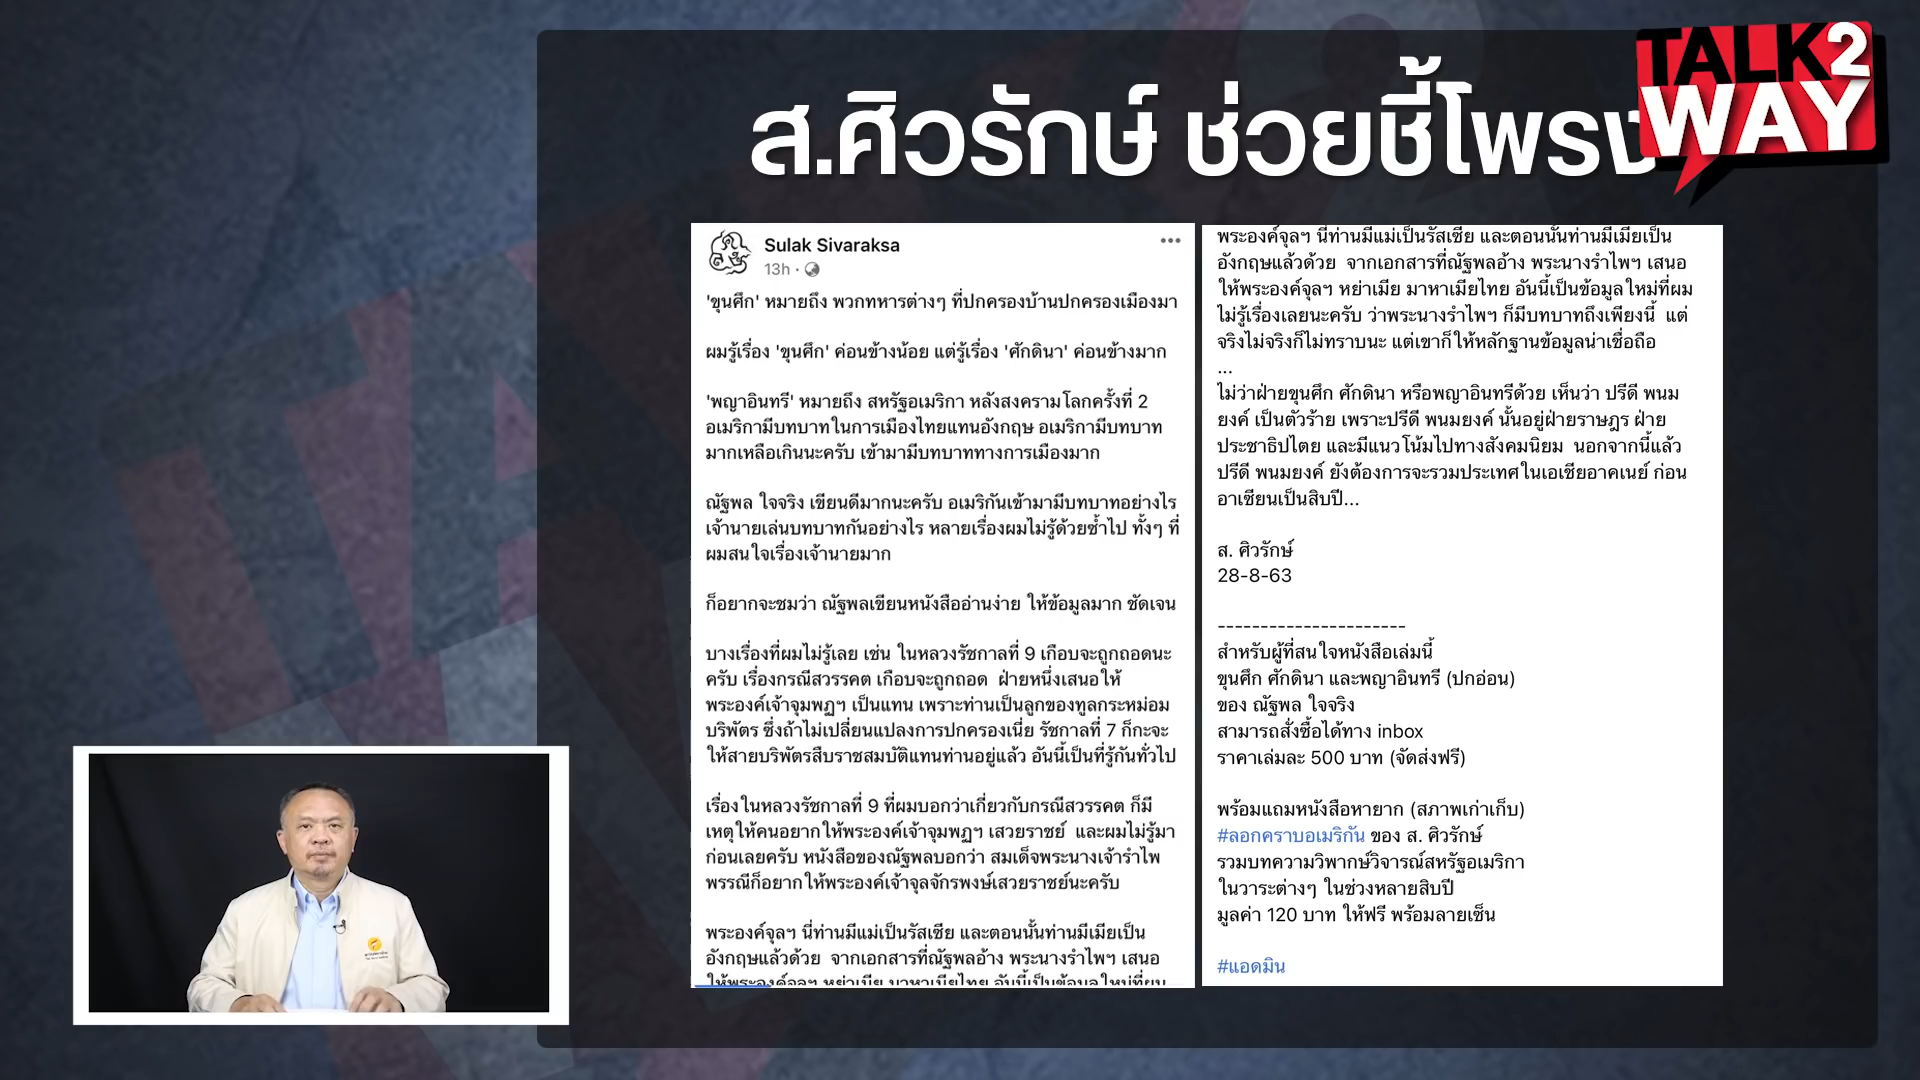 ส.ศิวรักษ์ ช่วยชี้โพรง
TALK 2
WAY
Sulak Sivaraksa
13h
'ขุนศึก' หมายถึง พวกทหารต่างๆ ที่ปกครองบ้านปกครองเมืองมา
ผมรู้เรื่อง 'ขุนศึก' ค่อนข้างน้อย แต่รู้เรื่อง 'ศักดินา' ค่อนข้างมาก
'พญาอินทรี' หมายถึง สหรัฐอเมริกา หลังสงครามโลกครั้งที่ 2
อเมริกามีบทบาทในการเมืองไทยแทนอังกฤษ อเมริกามีบทบาท
มากเหลือเกินนะครับ เข้ามามีบทบาททางการเมืองมาก
ณัฐพล ใจจริง เขียนดีมากนะครับ อเมริกันเข้ามามีบทบาทอย่างไร
เจ้านายเล่นบทบาทกันอย่างไร หลายเรื่องผมไม่รู้ด้วยซ้ำไป ทั้งๆ ที่
ผมสนใจเรื่องเจ้านายมาก
ก็อยากจะชมว่า ณัฐพลเขียนหนังสืออ่านง่าย ให้ข้อมูลมาก ชัดเจน
บางเรื่องที่ผมไม่รู้เลย เช่น ในหลวงรัชกาลที่ 9 เกือบจะถูกถอดนะ
ครับ เรื่องกรณีสวรรคต เกือบจะถูกถอด ฝ่ายหนึ่งเสนอให้
พระองค์เจ้าจุมพฏฯ เป็นแทน เพราะท่านเป็นลูกของทูลกระหม่อม
บริพัตร ซึ่งถ้าไม่เปลี่ยนแปลงการปกครองเนี่ย รัชกาลที่ 7 ก็กะจะ
ให้สายบริพัตรสืบราชสมบัติแทนท่านอยู่แล้ว อันนี้เป็นที่รู้กันทั่วไป
เรื่องในหลวงรัชกาลที่ 9 ที่ผมบอกว่าเกี่ยวกับกรณีสวรรคต ก็มี
เหตุให้คนอยากให้พระองค์เจ้าจุมพฏฯ เสวยราชย์ และผมไม่รู้มา
ก่อนเลยครับ หนังสือของณัฐพลบอกว่า สมเด็จพระนางเจ้ารำไพ
พรรณีก็อยากให้พระองค์เจ้าจุลจักรพงษ์เสวยราชย์นะครับ
พระองค์จุลฯ นี่ท่านมีแม่เป็นรัสเซีย และตอนนั้นท่านมีเมียเป็น
อังกฤษแล้วด้วย จากเอกสารที่ณัฐพลอ้าง พระนางรำไพฯ เสนอ
ให้พระองค์จุลฯ หย่าเมีย มาหาเมียไทย อันนี้เป็นข้อมูลใหม่ที่ผม
พระองค์จุลฯ นี่ท่านมีแม่เป็นรัสเซีย และตอนนั้นท่านมีเมียเป็น
อังกฤษแล้วด้วย จากเอกสารที่ณัฐพลอ้าง พระนางรำไพฯ เสนอ
ให้พระองค์จุลฯ หย่าเมีย มาหาเมียไทย อันนี้เป็นข้อมูลใหม่ที่ผม
ไม่รู้เรื่องเลยนะครับ ว่าพระนางรำไพฯ ก็มีบทบาทถึงเพียงนี้ แต่
จริงไม่จริงก็ไม่ทราบนะ แต่เขาก็ให้หลักฐานข้อมูลน่าเชื่อถือ
...
ไม่ว่าฝ่ายขุนศึก ศักดินา หรือพญาอินทรีด้วย เห็นว่า ปรีดี พนม
ยงค์ เป็นตัวร้าย เพราะปรีดี พนมยงค์ นั้นอยู่ฝ่ายราษฎร ฝ่าย
ประชาธิปไตย และมีแนวโน้มไปทางสังคมนิยม นอกจากนี้แล้ว
ปรีดี พนมยงค์ ยังต้องการจะรวมประเทศในเอเชียอาคเนย์ ก่อน
อาเซียนเป็นสิบปี...
ส. ศิวรักษ์
28-8-63
----------------------
สำหรับผู้ที่สนใจหนังสือเล่มนี้
ขุนศึก ศักดินา และพญาอินทรี (ปกอ่อน)
ของ ณัฐพล ใจจริง
สามารถสั่งซื้อได้ทาง inbox
ราคาเล่มละ 500 บาท (จัดส่งฟรี)
พร้อมแถมหนังสือหายาก (สภาพเก่าเก็บ)
#ลอกคราบอเมริกัน ของ ส. ศิวรักษ์
รวมบทความวิพากษ์วิจารณ์สหรัฐอเมริกา
ในวาระต่างๆ ในช่วงหลายสิบปี
มูลค่า 120 บาท ให้ฟรี พร้อมลายเซ็น
#แอดมิน